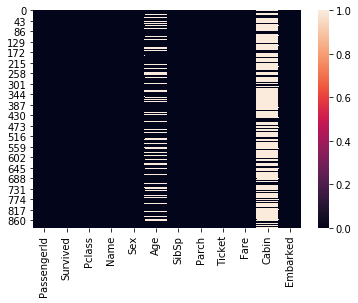 0
43
86
129
172
215
258
301
344
387
430
473
516
559
602
645
688
731
774
817
860
1.0
0.8
0.6
0.4
0.2
0.0
PassengerId
Survived
Pclass
Name
Sex
Age
SibSp
Parch
Ticket
Fare
Cabin
Embarked